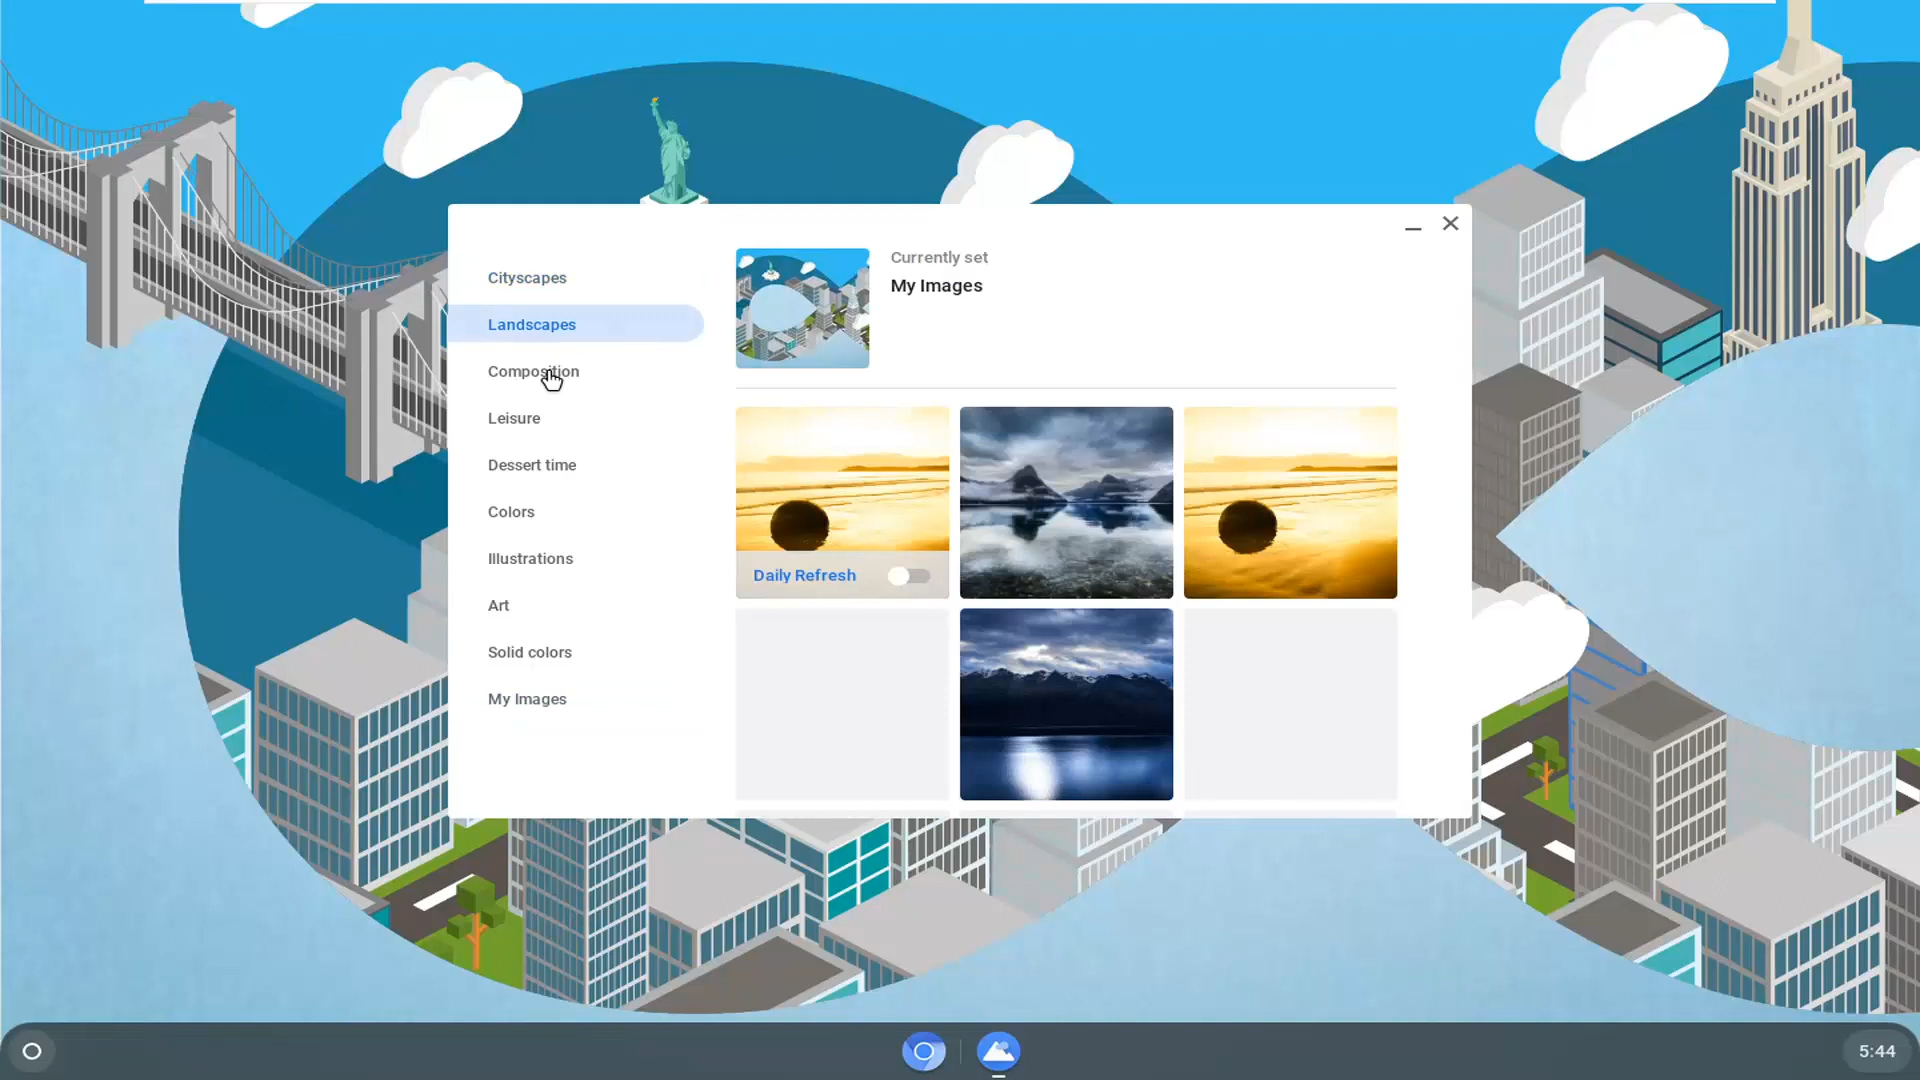 Cityscapes
Landscapes
Composition
Leisure
Dessert time
Colors
Illustrations
Art
Solid colors
My Images
Currently set
My Images
Daily Refresh
5:44